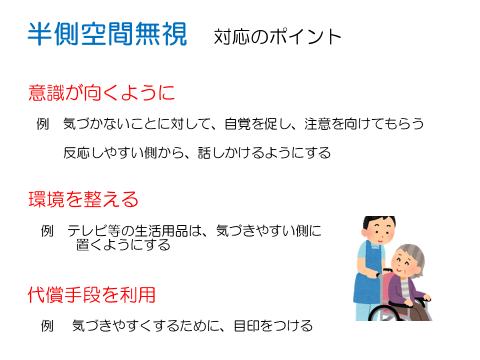 半側空間無視 対応のポイント
意識が向くように
例 気づかないことに対して、自覚を促し、注意を向けてもらう
反応しやすい側から、話しかけるようにする
環境を整える
例 テレビ等の生活用品は、気づきやすい側に
置くようにする
代償手段を利用
例 気づきやすくするために、目印をつける